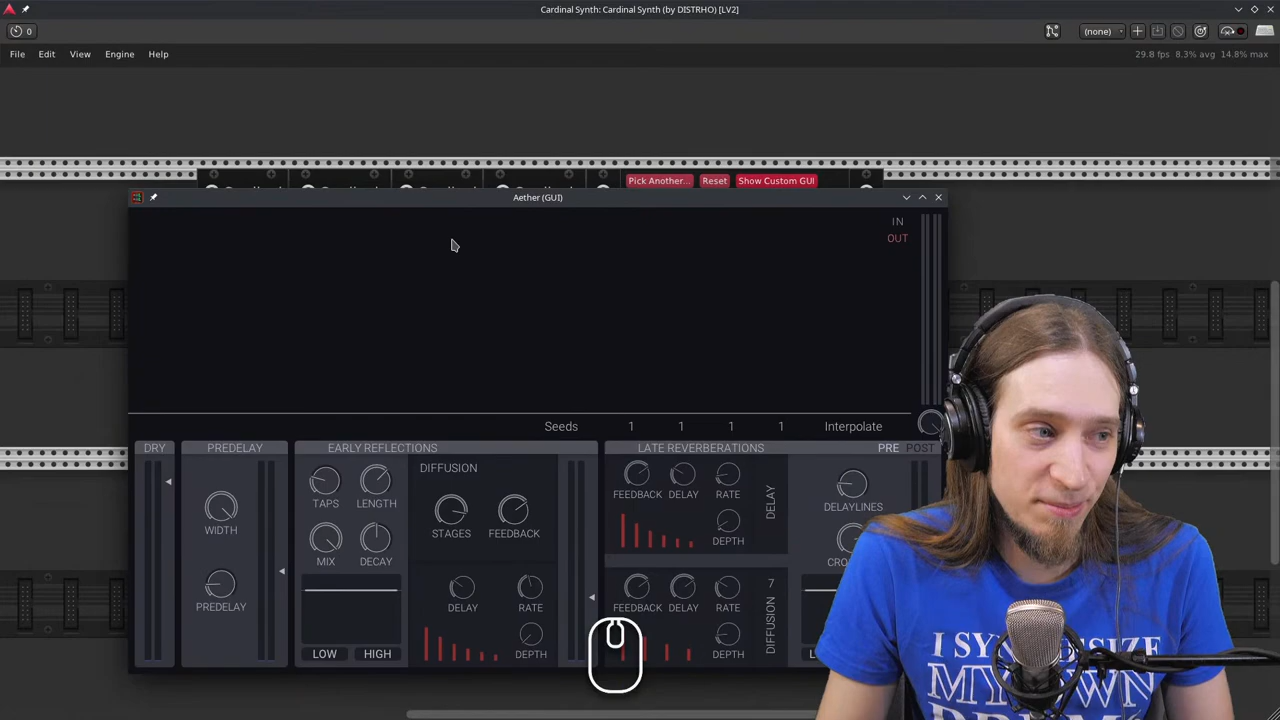 Cardinal Synth: Cardinal Synth (by DISTRHO) [LV2]
0
(none)
File Edit View Engine Help
29.8 fps 8.3% avg 14.8% max
Pick Another... Reset Show Custom GUI
Aether (GUI)
IN
OUT
Seeds 1 1 1 1 Interpolate
DRY PREDELAY EARLY REFLECTIONS LATE REVERBERATIONS PRE POST
DIFFUSION
TAPS LENGTH
FEEDBACK DELAY RATE
DELAY
DELAYLINES
WIDTH
STAGES FEEDBACK
DEPTH
MIX DECAY
7
PREDELAY
DELAY RATE
FEEDBACK DELAY RATE
DIFFUSION
LOW HIGH
DEPTH
DEPTH
I SYNTHESIZE
MY OWN